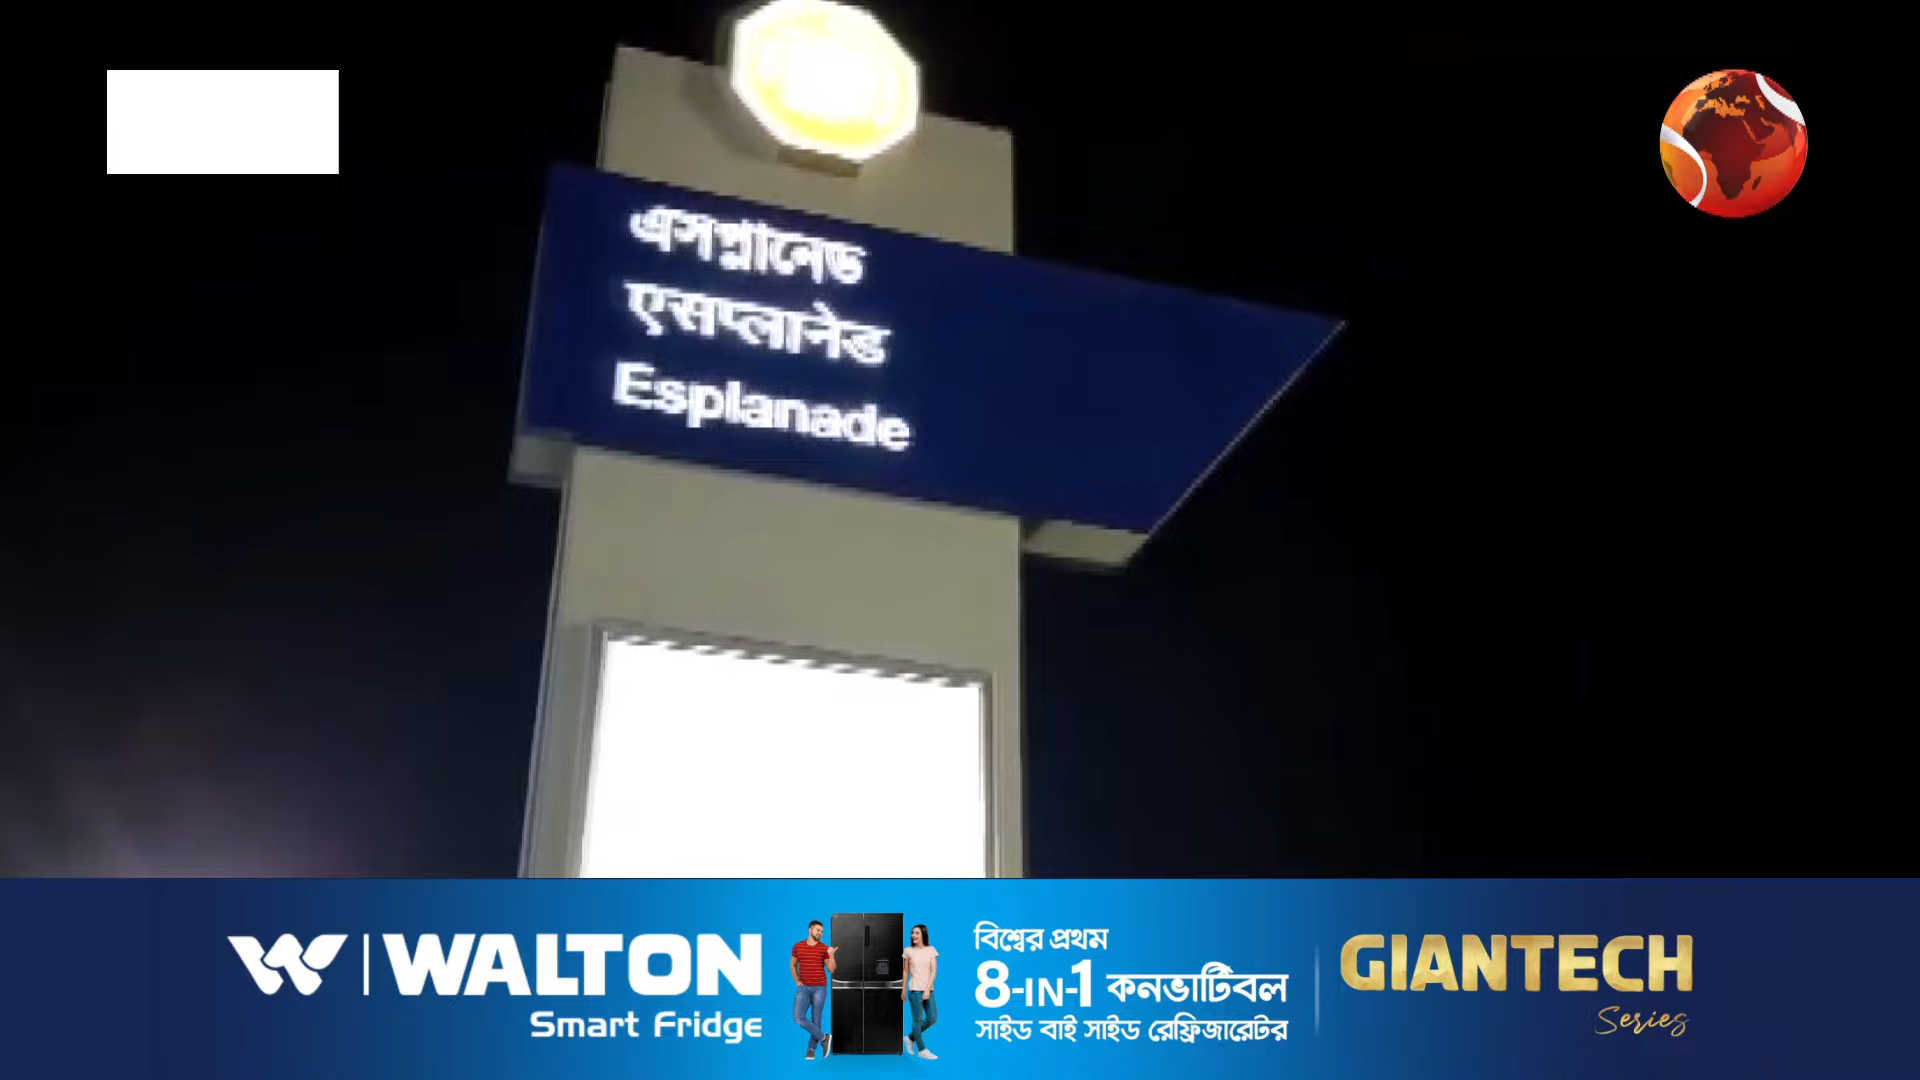 এসপ্লানেড
एसप्लानेड
Esplanade
WALTON
Smart Fridge
বিশ্বের প্রথম
8-IN-1 কনভার্টিবল
সাইড বাই সাইড রেফ্রিজারেটর
GIANTECH
Series